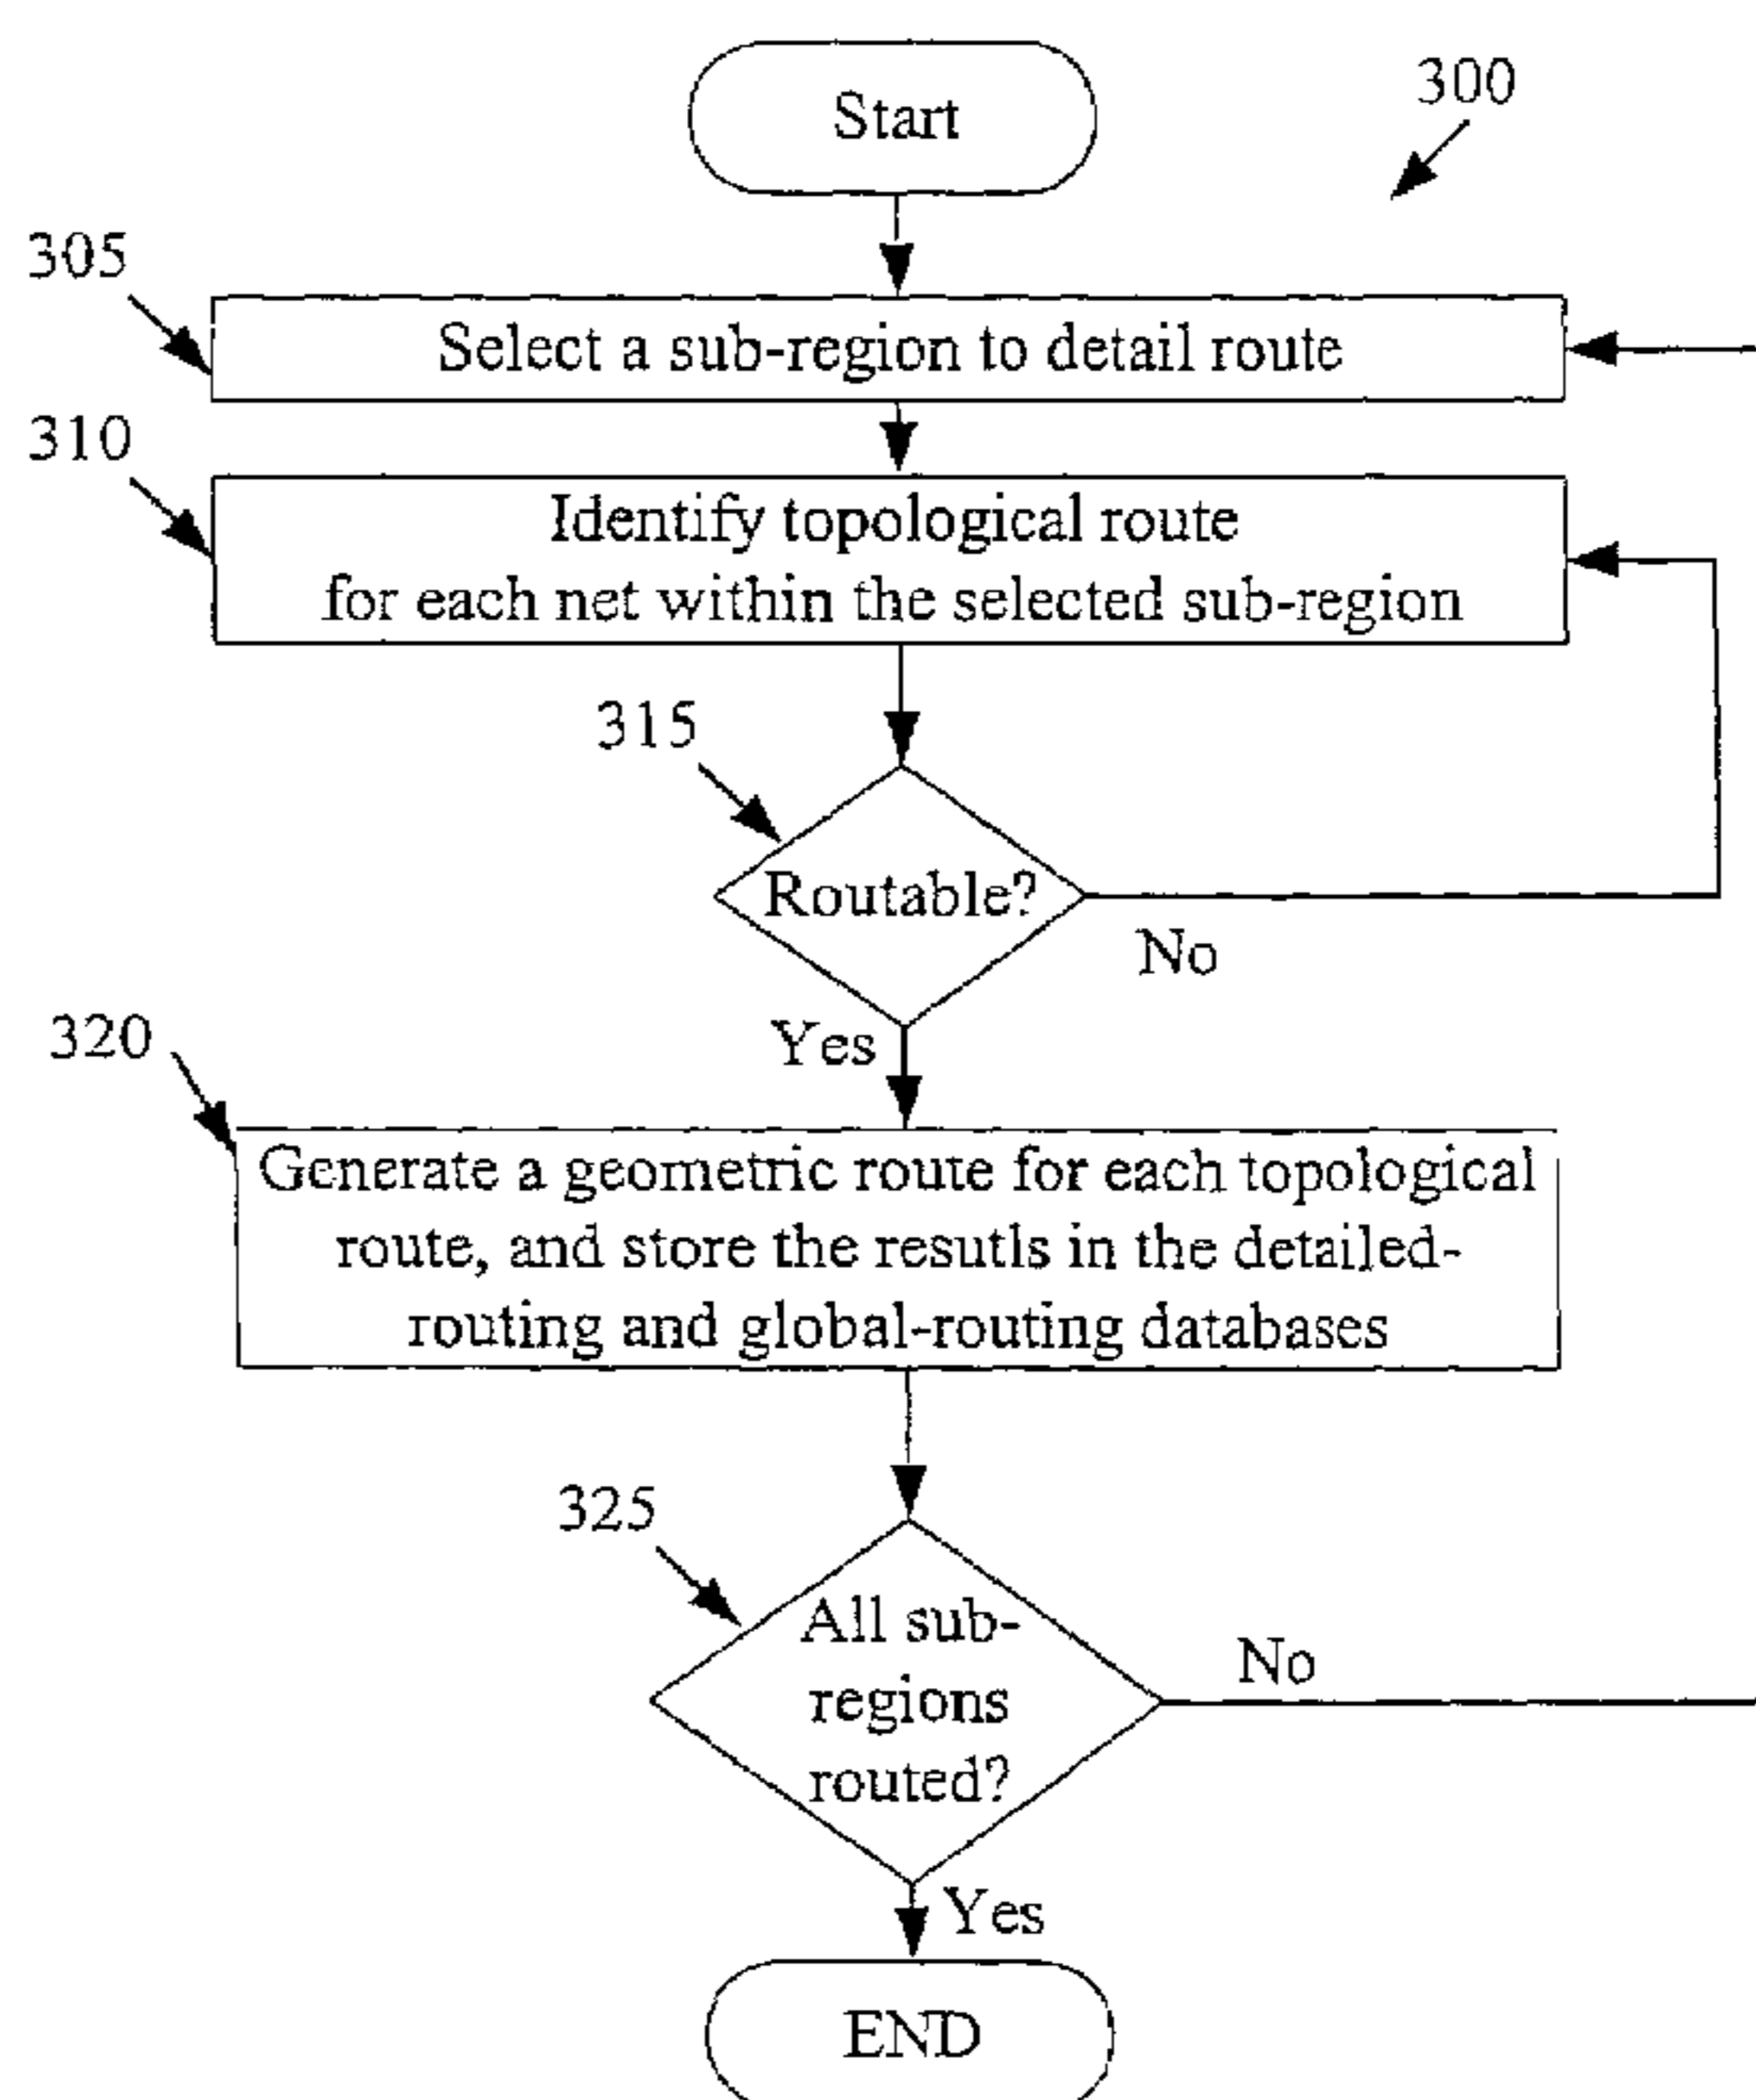 Start
300
305
Select a sub-region to detail route
310
Identify topological route
for each net within the selected sub-region
315
Routable?
No
Yes
320
Generate a geometric route for each topological
route, and store the resutls in the detailed-
routing and global-routing databases
325
All sub-
regions
routed?
No
Yes
END